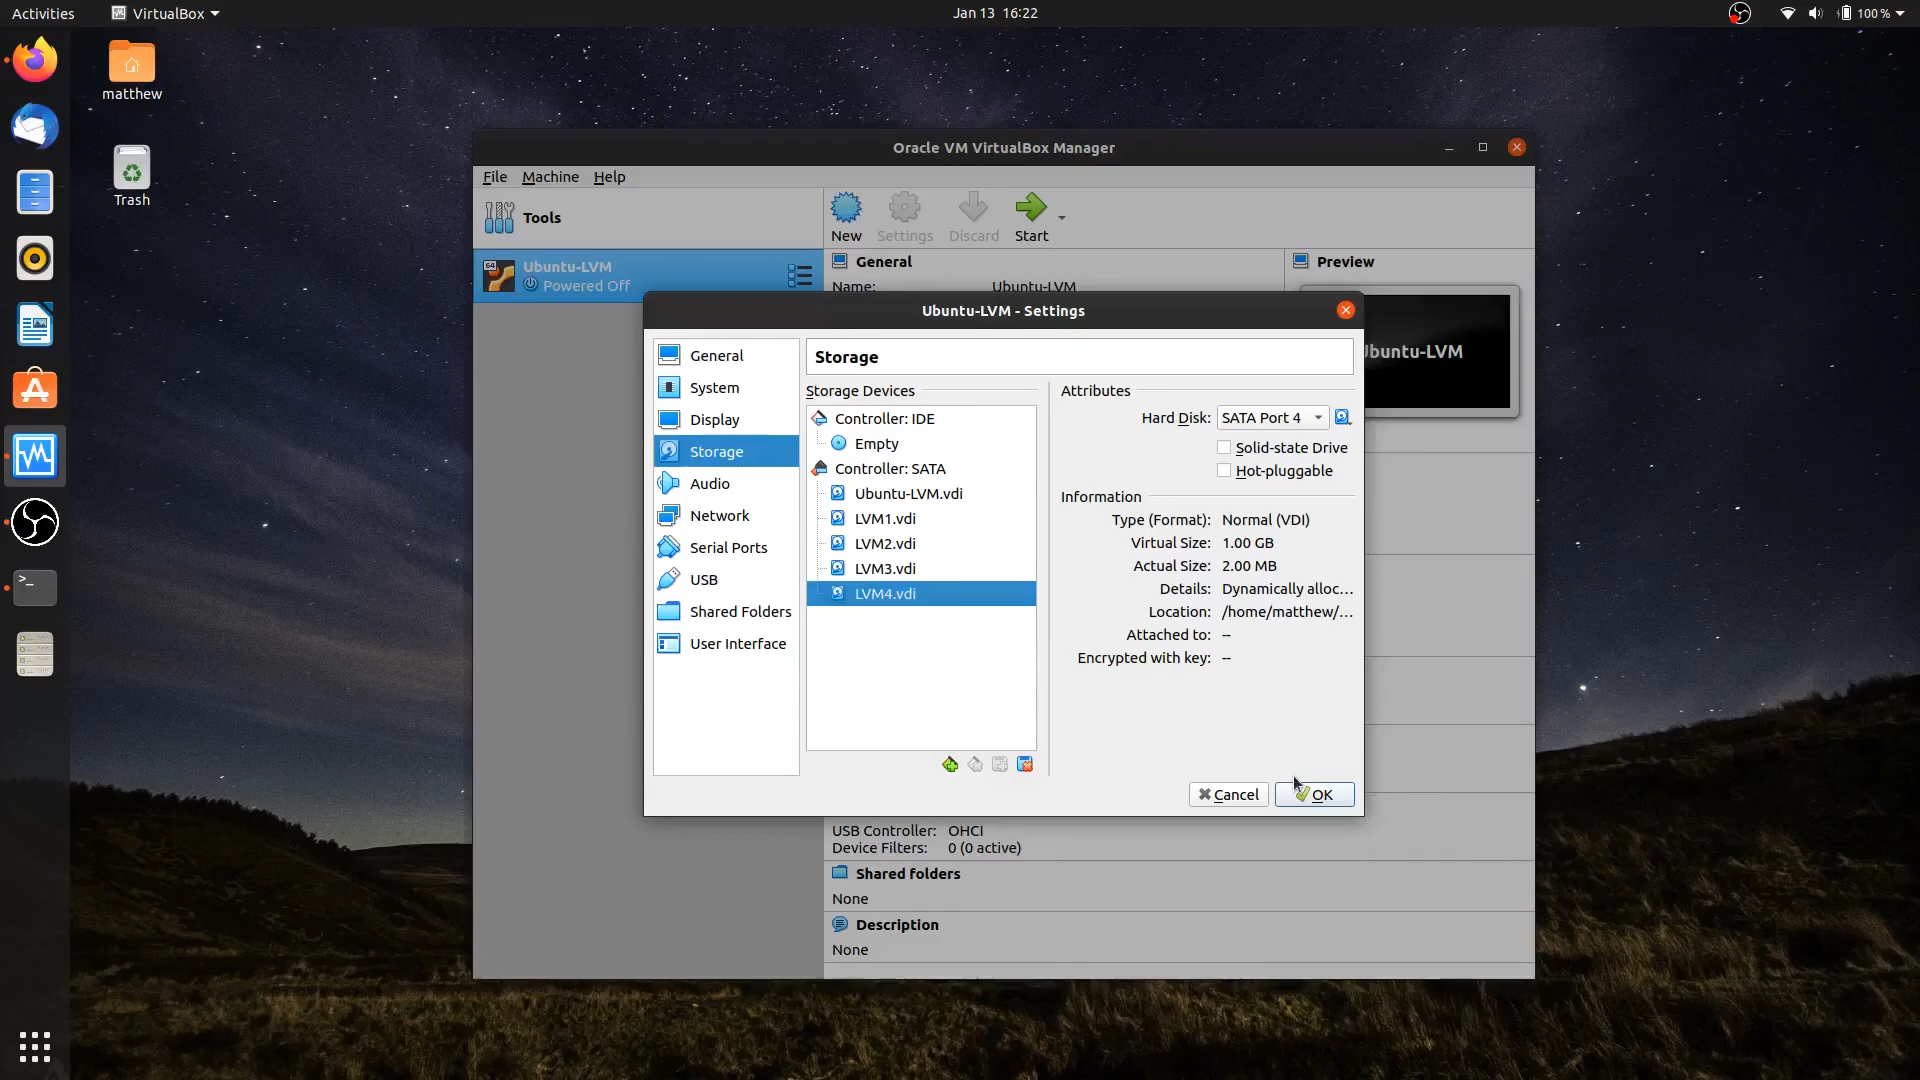 Activities
VirtualBox
Jan 13 16:22
100 %
matthew
Trash
Oracle VM VirtualBox Manager
File Machine Help
Tools
New
Settings
Discard
Start
64
Ubuntu-LVM
Powered Off
General
Name: Ubuntu-LVM
Preview
Ubuntu-LVM
Ubuntu-LVM - Settings
General
System
Display
Storage
Audio
Network
Serial Ports
USB
Shared Folders
User Interface
Storage
Storage Devices
Controller: IDE
Empty
Controller: SATA
Ubuntu-LVM.vdi
LVM1.vdi
LVM2.vdi
LVM3.vdi
LVM4.vdi
Attributes
Hard Disk: SATA Port 4
Solid-state Drive
Hot-pluggable
Information
Type (Format): Normal (VDI)
Virtual Size: 1.00 GB
Actual Size: 2.00 MB
Details: Dynamically alloc...
Location: /home/matthew/...
Attached to: --
Encrypted with key: --
Cancel
OK
USB Controller: OHCI
Device Filters: 0 (0 active)
Shared folders
None
Description
None